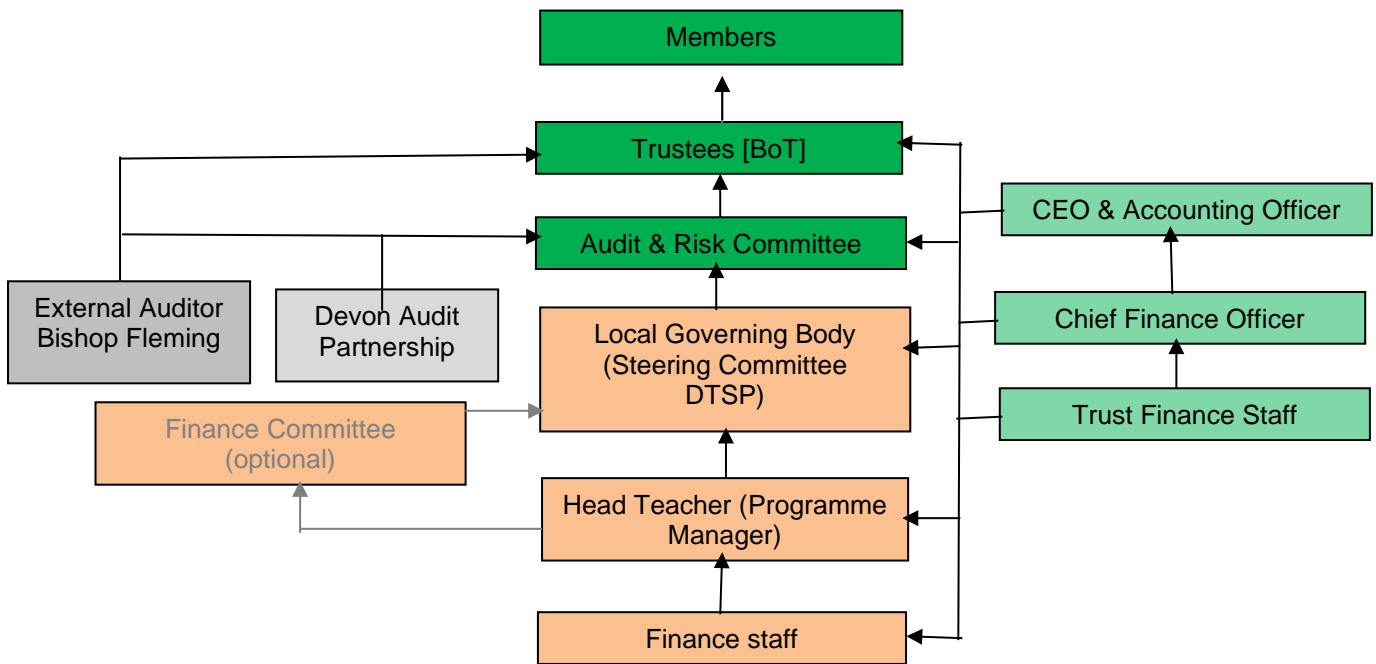 Members
Trustees [BoT]
CEO & Accounting Officer
Audit & Risk Committee
External Auditor
Bishop Fleming
Devon Audit
Partnership
Local Governing Body
(Steering Committee
DTSP)
Chief Finance Officer
Trust Finance Staff
Finance Committee
(optional)
Head Teacher (Programme
Manager)
Finance staff